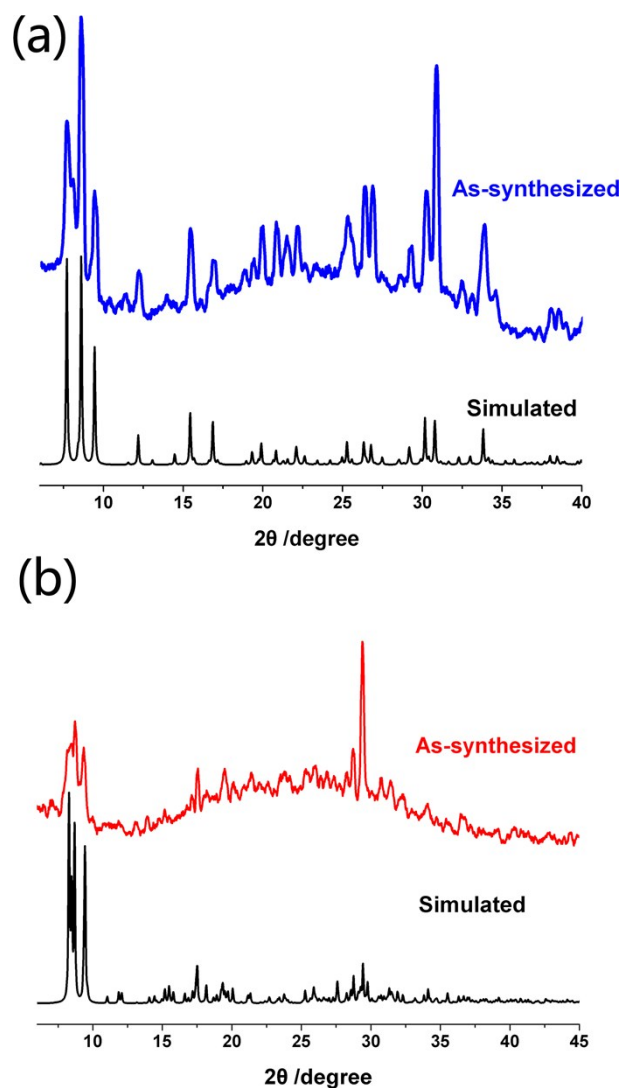 (a)
As-synthesized
Simulated
10 15 20 25 30 35 40
2θ /degree
(b)
As-synthesized
Simulated
10 15 20 25 30 35 40 45
2θ /degree